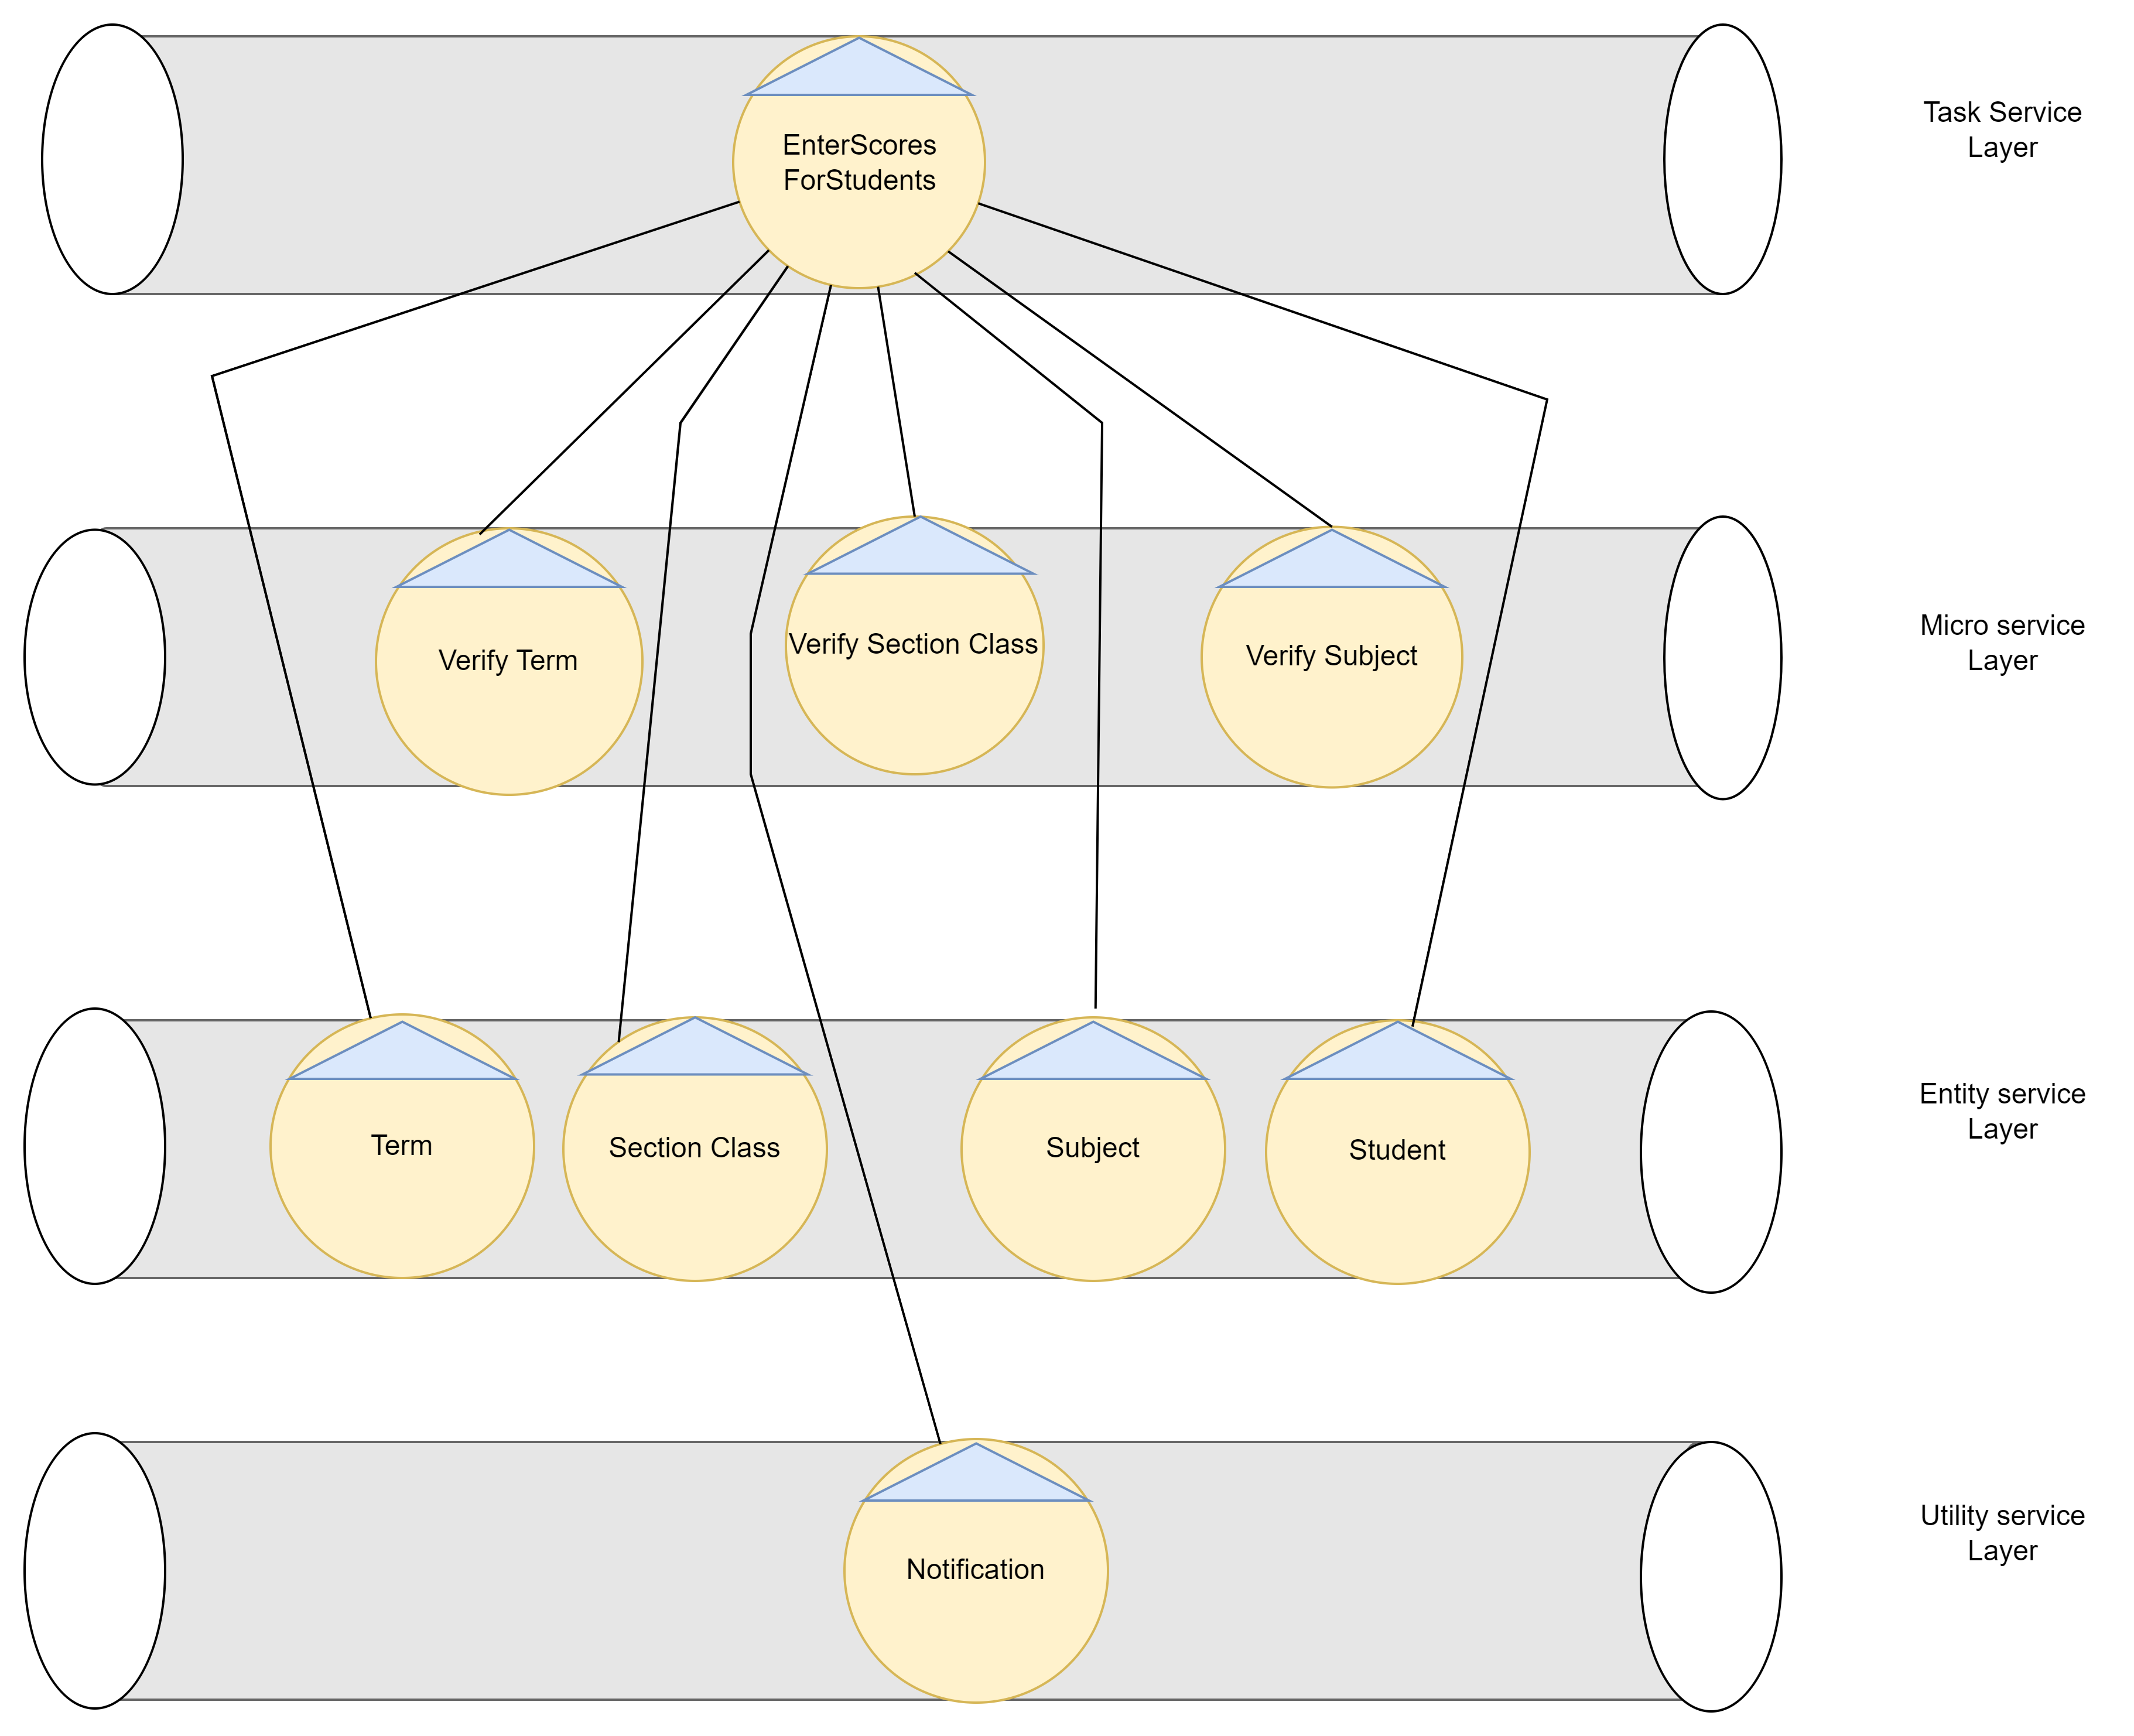 EnterScores
ForStudents
Task Service
Layer
Verify Term
Verify Section Class
Verify Subject
Micro service
Layer
Term
Section Class
Subject
Student
Entity service
Layer
Notification
Utility service
Layer